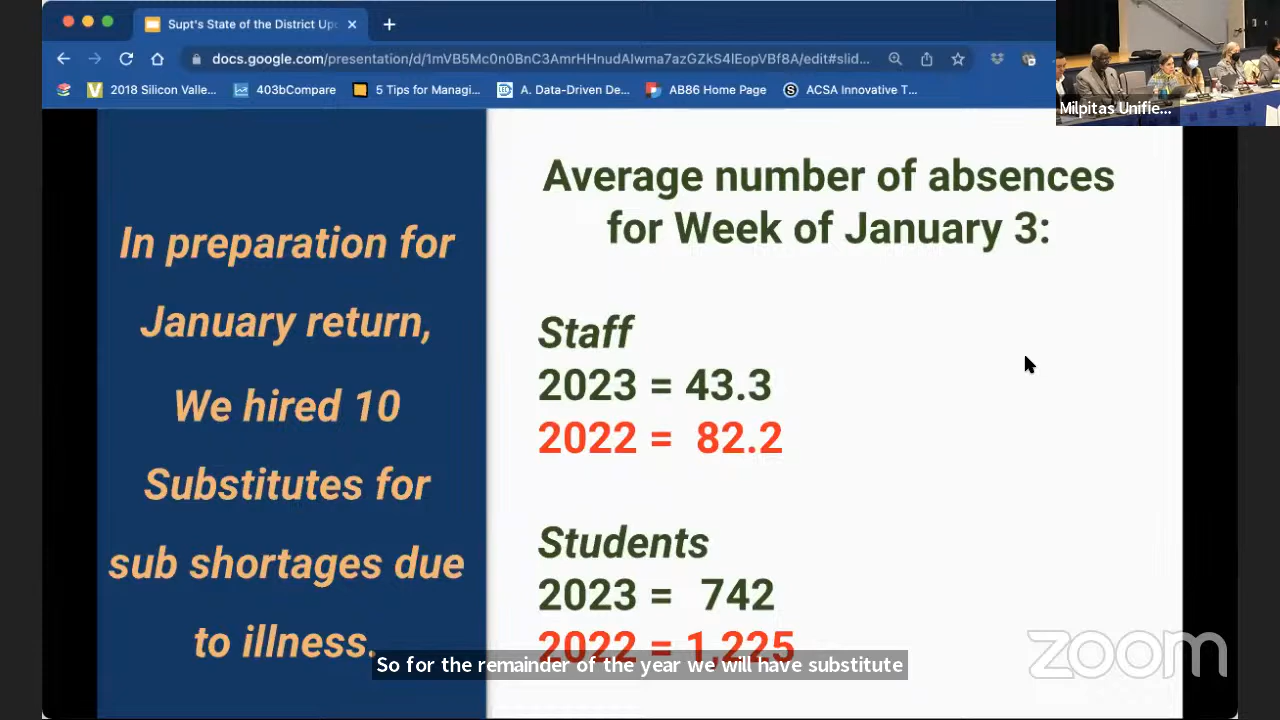 Supt's State of the District Up
docs.google.com/presentation/d/1mVB5Mc0n0BnC3AmrHHnudAIwma7azGZkS4lEopVBf8A/edit#slid...
2018 Silicon Valle...
403bCompare
5 Tips for Managi...
A. Data-Driven De...
AB86 Home Page
ACSA Innovative T...
Milpitas Unifie...
In preparation for
January return,
We hired 10
Substitutes for
sub shortages due
to illness.
Average number of absences
for Week of January 3:
Staff
2023 = 43.3
2022 = 82.2
Students
2023 = 742
2022 = 1,225
So for the remainder of the year we will have substitute
zoom